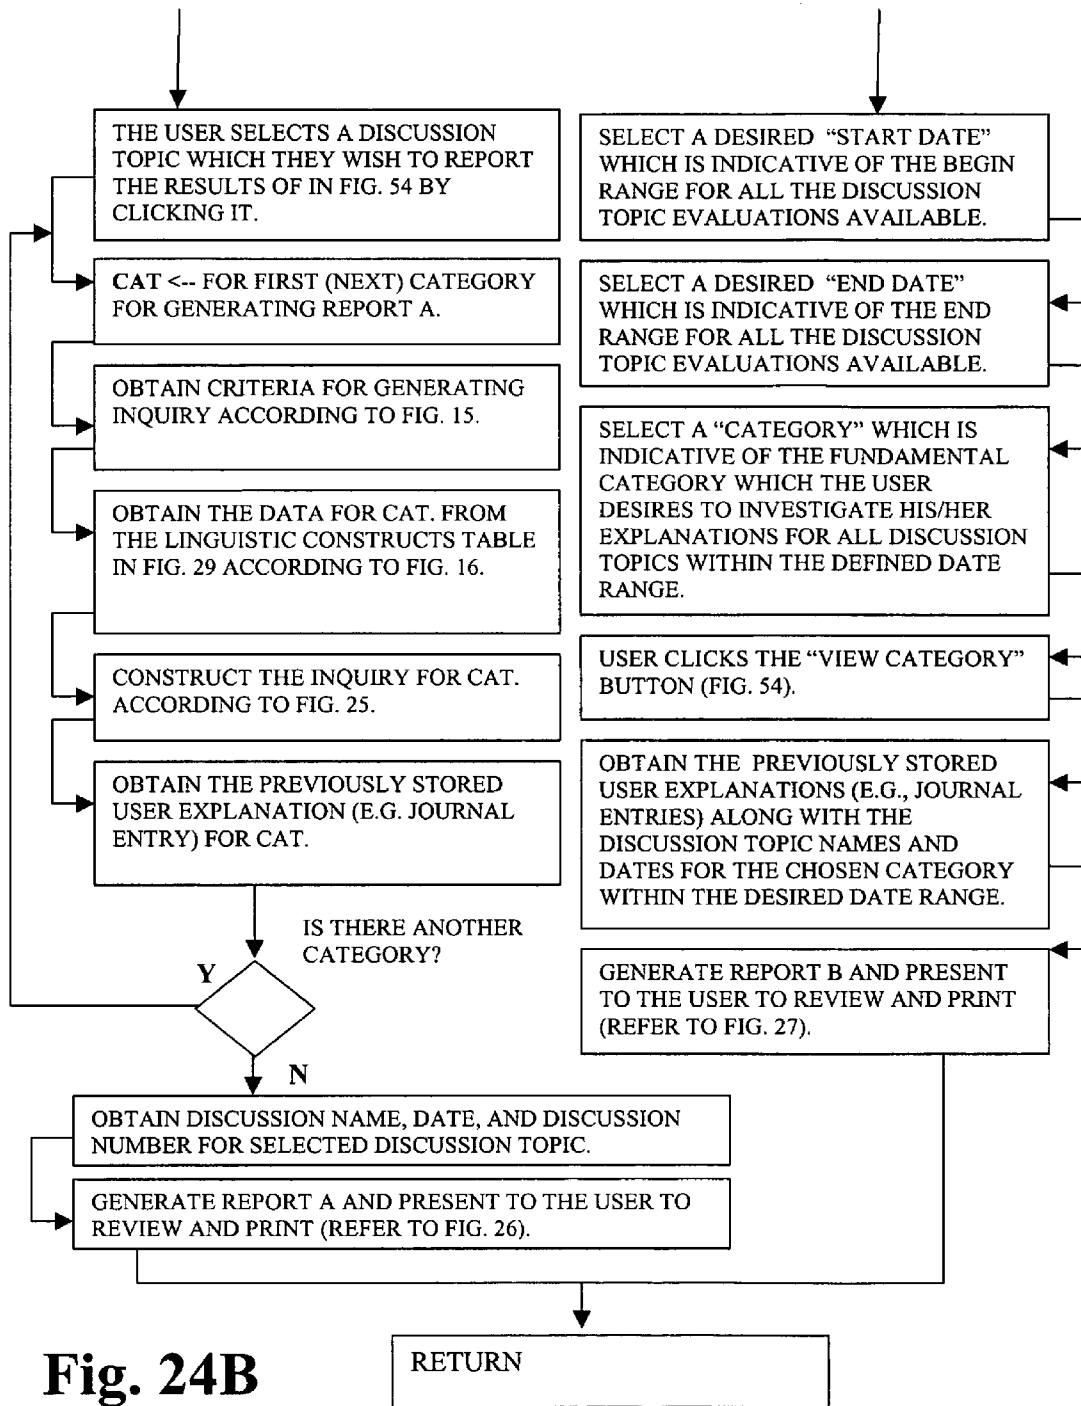 THE USER SELECTS A DISCUSSION
TOPIC WHICH THEY WISH TO REPORT
THE RESULTS OF IN FIG. 54 BY
CLICKING IT.
CAT <-- FOR FIRST (NEXT) CATEGORY
FOR GENERATING REPORT A.
OBTAIN CRITERIA FOR GENERATING
INQUIRY ACCORDING TO FIG. 15.
OBTAIN THE DATA FOR CAT. FROM
THE LINGUISTIC CONSTRUCTS TABLE
IN FIG. 29 ACCORDING TO FIG. 16.
CONSTRUCT THE INQUIRY FOR CAT.
ACCORDING TO FIG. 25.
OBTAIN THE PREVIOUSLY STORED
USER EXPLANATION (E.G. JOURNAL
ENTRY) FOR CAT.
IS THERE ANOTHER
CATEGORY?
Y
N
OBTAIN DISCUSSION NAME, DATE, AND DISCUSSION
NUMBER FOR SELECTED DISCUSSION TOPIC.
GENERATE REPORT A AND PRESENT TO THE USER TO
REVIEW AND PRINT (REFER TO FIG. 26).
SELECT A DESIRED “START DATE”
WHICH IS INDICATIVE OF THE BEGIN
RANGE FOR ALL THE DISCUSSION
TOPIC EVALUATIONS AVAILABLE.
SELECT A DESIRED “END DATE”
WHICH IS INDICATIVE OF THE END
RANGE FOR ALL THE DISCUSSION
TOPIC EVALUATIONS AVAILABLE.
SELECT A “CATEGORY” WHICH IS
INDICATIVE OF THE FUNDAMENTAL
CATEGORY WHICH THE USER
DESIRES TO INVESTIGATE HIS/HER
EXPLANATIONS FOR ALL DISCUSSION
TOPICS WITHIN THE DEFINED DATE
RANGE.
USER CLICKS THE “VIEW CATEGORY”
BUTTON (FIG. 54).
OBTAIN THE PREVIOUSLY STORED
USER EXPLANATIONS (E.G., JOURNAL
ENTRIES) ALONG WITH THE
DISCUSSION TOPIC NAMES AND
DATES FOR THE CHOSEN CATEGORY
WITHIN THE DESIRED DATE RANGE.
GENERATE REPORT B AND PRESENT
TO THE USER TO REVIEW AND PRINT
(REFER TO FIG. 27).
RETURN
Fig. 24B